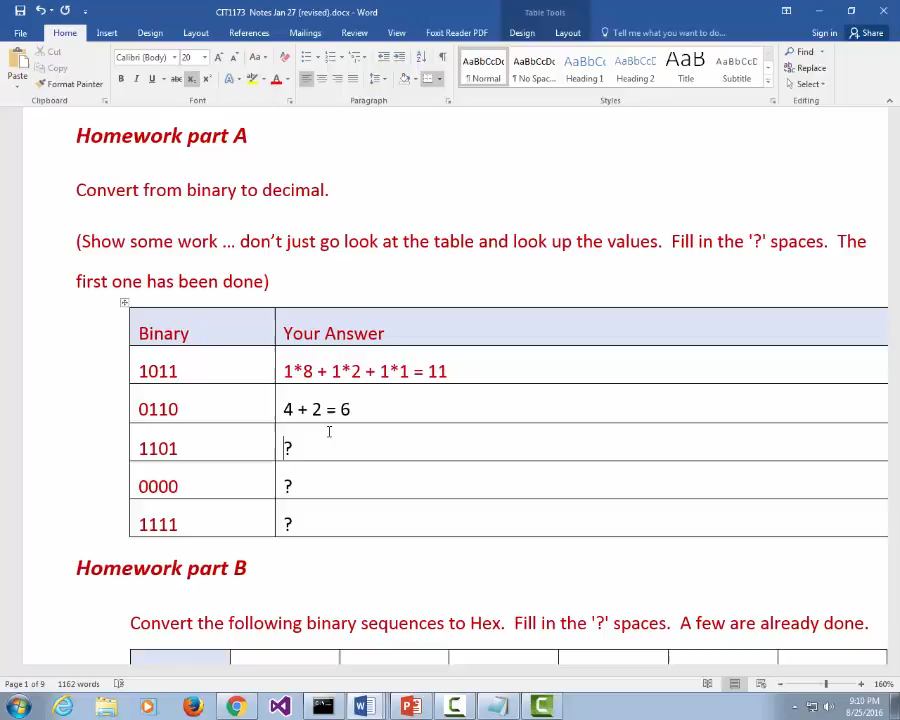 CIT1173 Notes Jan 27 (revised).docx - Word
Table Tools
File Home Insert Draw Design Layout References Mailings Review View Foxit Reader PDF Design Layout Tell me what you want to do... Sign in Share
Paste
Cut
Copy
Format Painter
Calibri (Body) 20
Clipboard Font Paragraph Styles Editing
AaBbCcDc AaBbCcDc AaBbCc AaBbCcC AaB AaBbCcD
¶ Normal ¶ No Spac... Heading 1 Heading 2 Title Subtitle
Find
Replace
Select
Homework part A
Convert from binary to decimal.
(Show some work … don’t just go look at the table and look up the values. Fill in the '?' spaces. The
first one has been done)
Binary Your Answer
1011 1*8 + 1*2 + 1*1 = 11
0110 4 + 2 = 6
1101 ?
0000 ?
1111 ?
Homework part B
Convert the following binary sequences to Hex. Fill in the '?' spaces. A few are already done.
Page 1 of 9 1162 words 160%
9:10 PM
8/25/2016